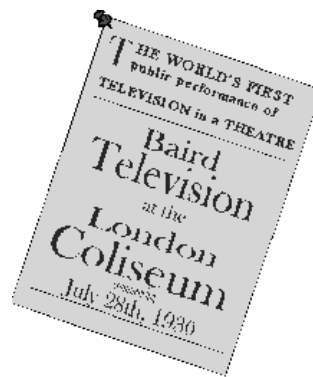 THE WORLD'S FIRST
public performance of
TELEVISION in a THEATRE
Baird
Television
at the
London
Coliseum
July 28th, 1930